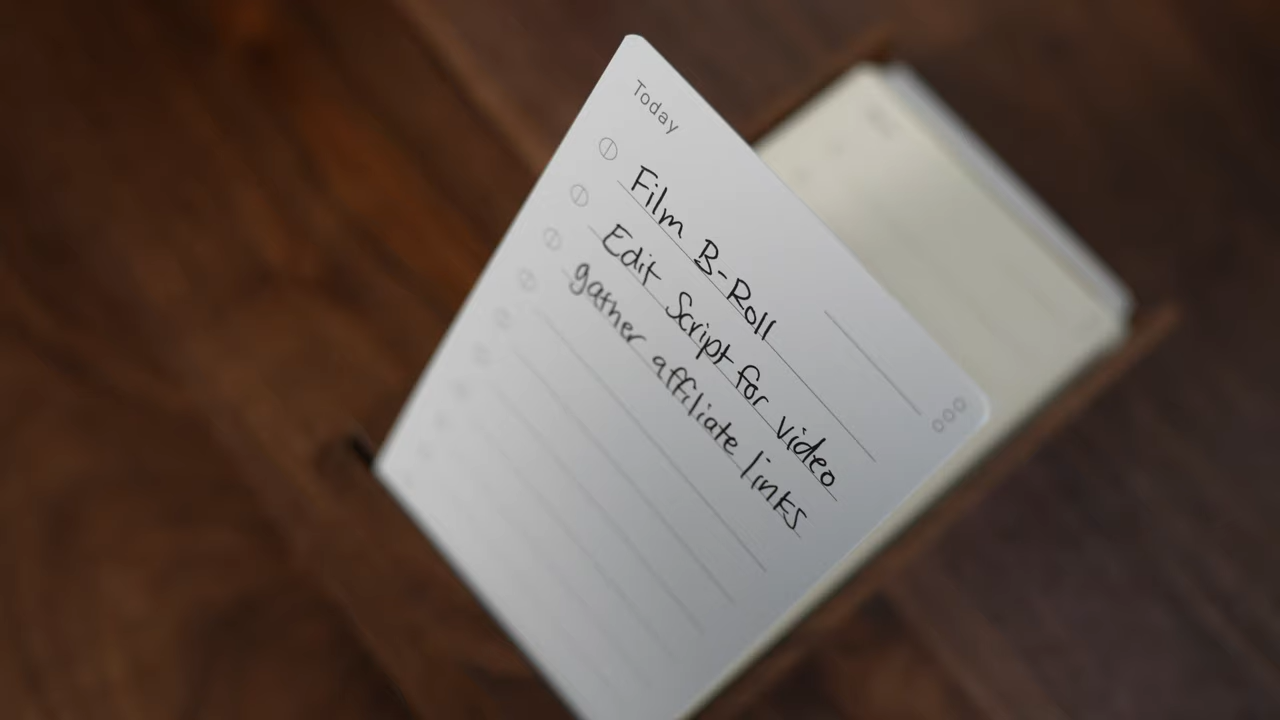 Today
Film B-Roll
Edit Script for video
gather affiliate links